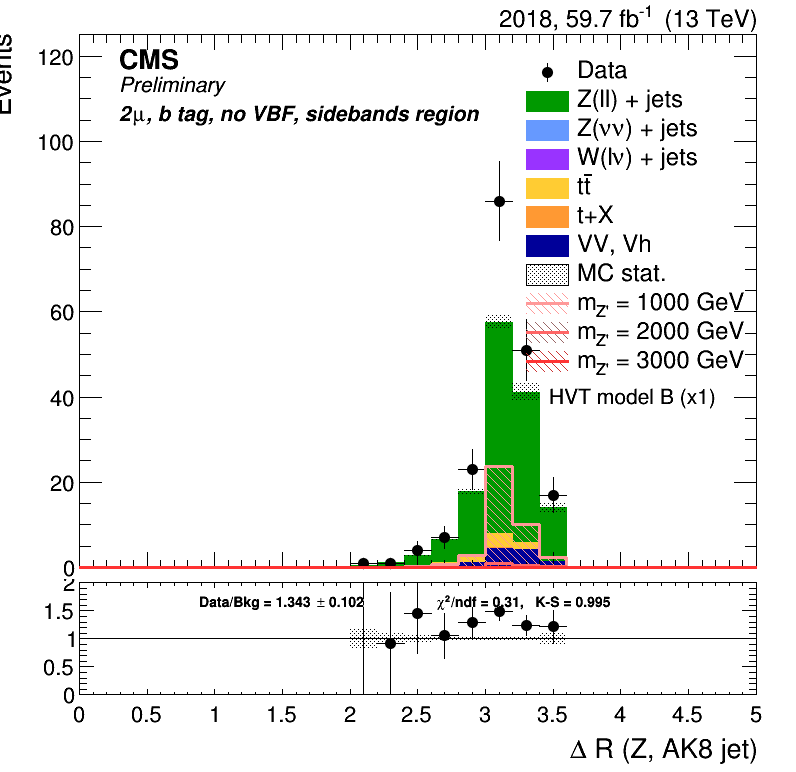 2018, 59.7 fb⁻¹ (13 TeV)
Events
CMS
Preliminary
2μ, b tag, no VBF, sidebands region
Data
Z(ll) + jets
Z(νν) + jets
W(lν) + jets
tt̄
t+X
VV, Vh
MC stat.
m_Z' = 1000 GeV
m_Z' = 2000 GeV
m_Z' = 3000 GeV
HVT model B (x1)
120
100
80
60
40
20
0
2
1.5
1
0.5
0
Data/Bkg = 1.343 ± 0.102
χ²/ndf = 0.31, K-S = 0.995
0 0.5 1 1.5 2 2.5 3 3.5 4 4.5 5
Δ R (Z, AK8 jet)